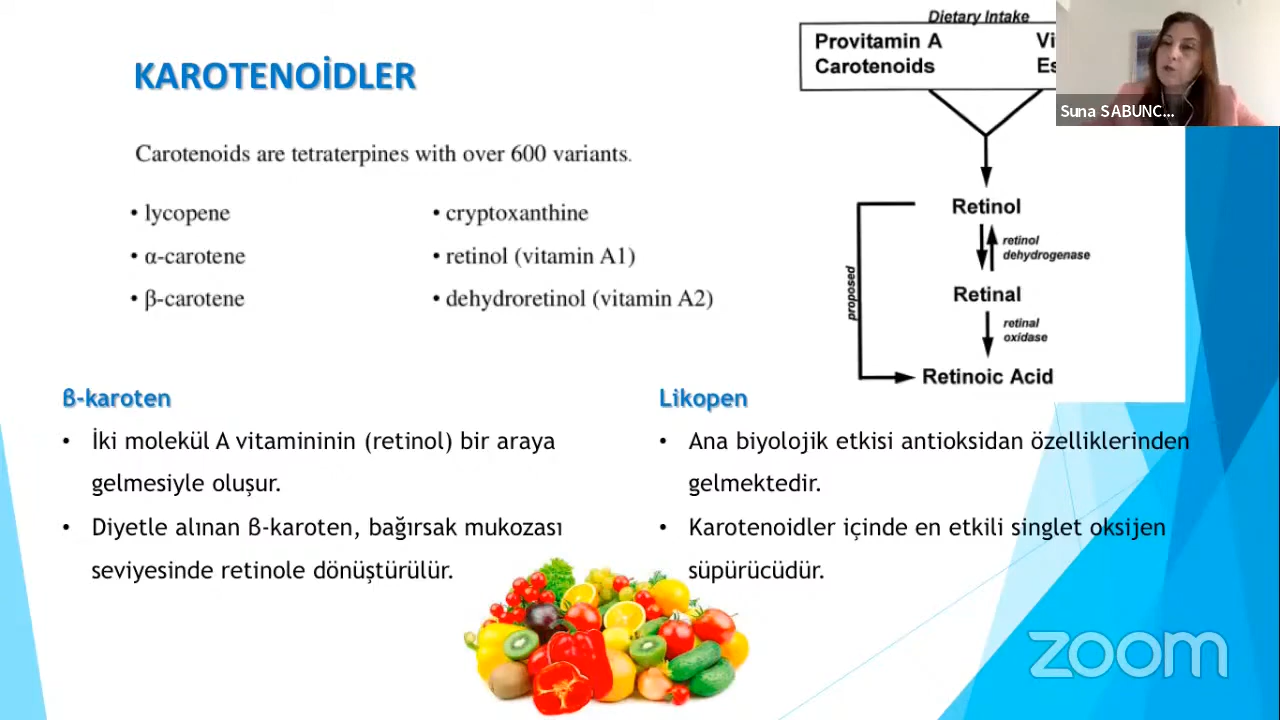 KAROTENOİDLER
Carotenoids are tetraterpines with over 600 variants.
• lycopene
• α-carotene
• β-carotene
• cryptoxanthine
• retinol (vitamin A1)
• dehydroretinol (vitamin A2)
Dietary Intake
Provitamin A
Carotenoids
Vi
Es
Retinol
retinol
dehydrogenase
Retinal
retinal
oxidase
Retinoic Acid
proposed
Suna SABUNC...
ß-karoten
• İki molekül A vitamininin (retinol) bir araya
gelmesiyle oluşur.
• Diyetle alınan ß-karoten, bağırsak mukozası
seviyesinde retinole dönüştürülür.
Likopen
• Ana biyolojik etkisi antioksidan özelliklerinden
gelmektedir.
• Karotenoidler içinde en etkili singlet oksijen
süpürücüdür.
zoom